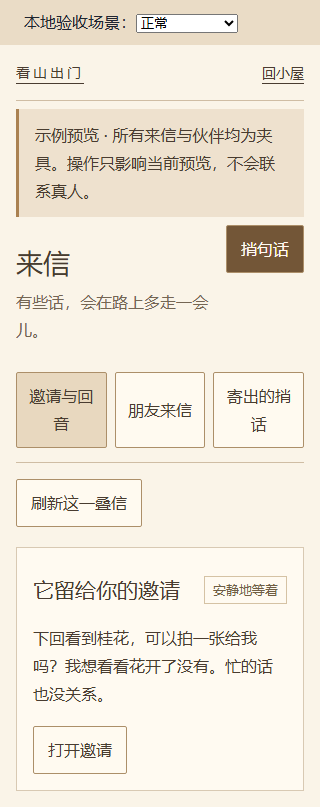 本地验收场景：正常
看山出门
回小屋
示例预览 · 所有来信与伙伴均为夹
具。操作只影响当前预览，不会联
系真人。
来信
捎句话
有些话，会在路上多走一会
儿。
邀请与回
音
朋友来信
寄出的捎
话
刷新这一叠信
它留给你的邀请
安静地等着
下回看到桂花，可以拍一张给我
吗？我想看看花开了没有。忙的话
也没关系。
打开邀请